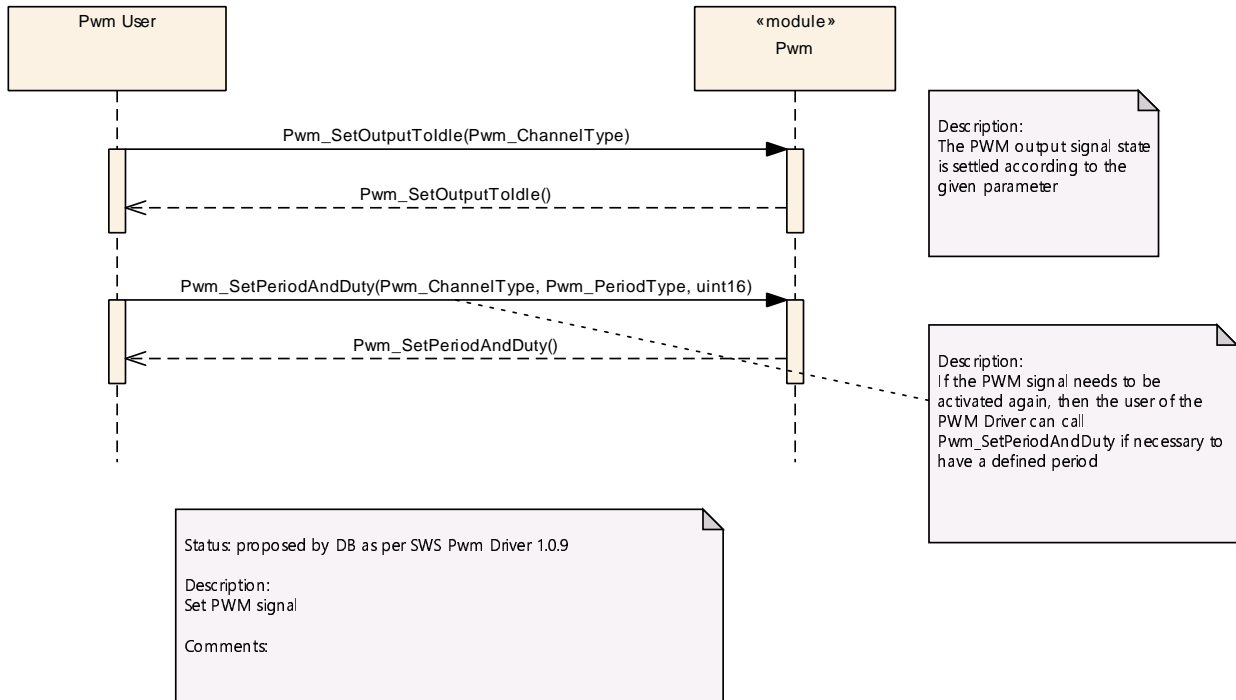 Pwm User
«module»
Pwm
Pwm_SetOutputToIdle(Pwm_ChannelType)
Pwm_SetOutputToIdle()
Pwm_SetPeriodAndDuty(Pwm_ChannelType, Pwm_PeriodType, uint16)
Pwm_SetPeriodAndDuty()
Description:
The PWM output signal state
is settled according to the
given parameter
Description:
If the PWM signal needs to be
activated again, then the user of the
PWM Driver can call
Pwm_SetPeriodAndDuty if necessary to
have a defined period
Status: proposed by DB as per SWS Pwm Driver 1.0.9
Description:
Set PWM signal
Comments: